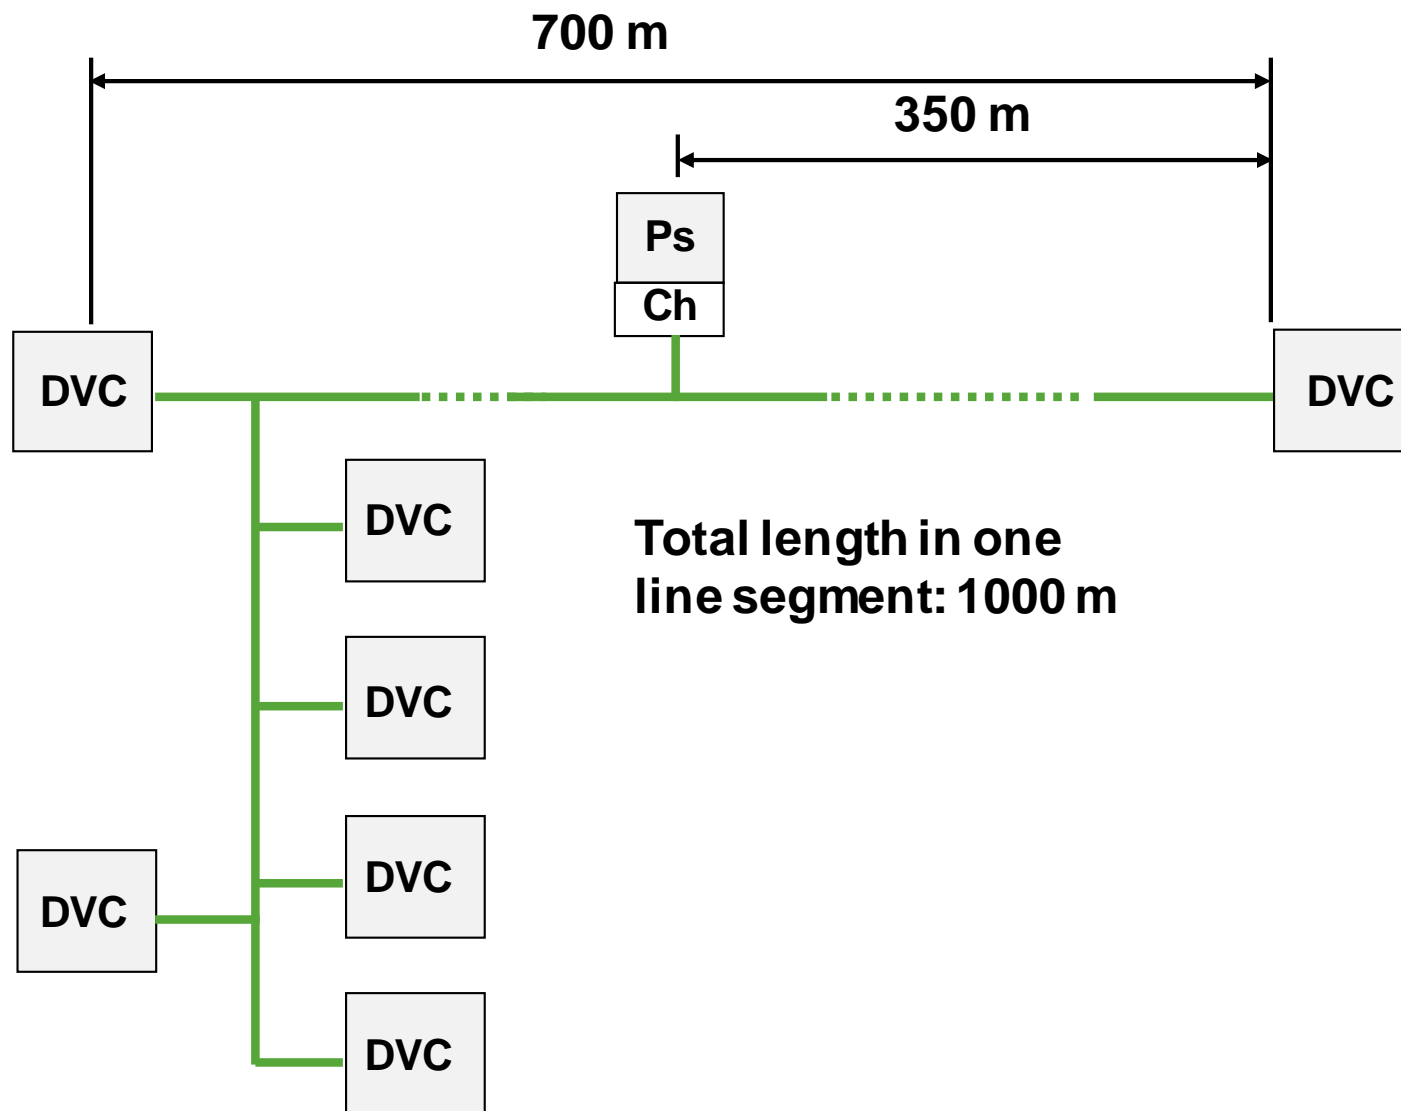 700 m
350 m
Ps
Ch
DVC
DVC
DVC
Total length in one
line segment: 1000 m
DVC
DVC
DVC
DVC